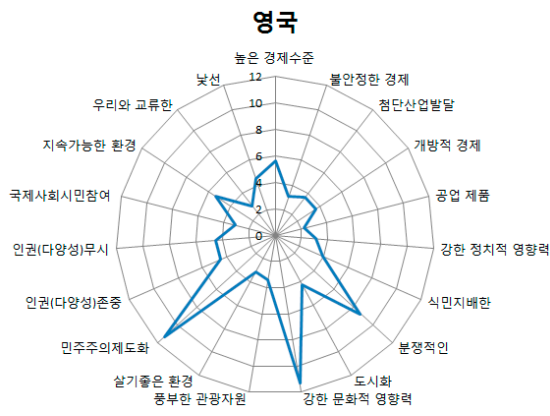 영국
높은 경제수준
불안정한 경제
첨단산업발달
개방적 경제
공업 제품
강한 정치적 영향력
식민지배한
분쟁적인
도시화
강한 문화적 영향력
풍부한 관광자원
살기좋은 환경
민주주의제도화
인권(다양성)존중
인권(다양성)무시
국제사회시민참여
지속가능한 환경
우리와 교류한
낯선
12
10
8
6
4
2
0